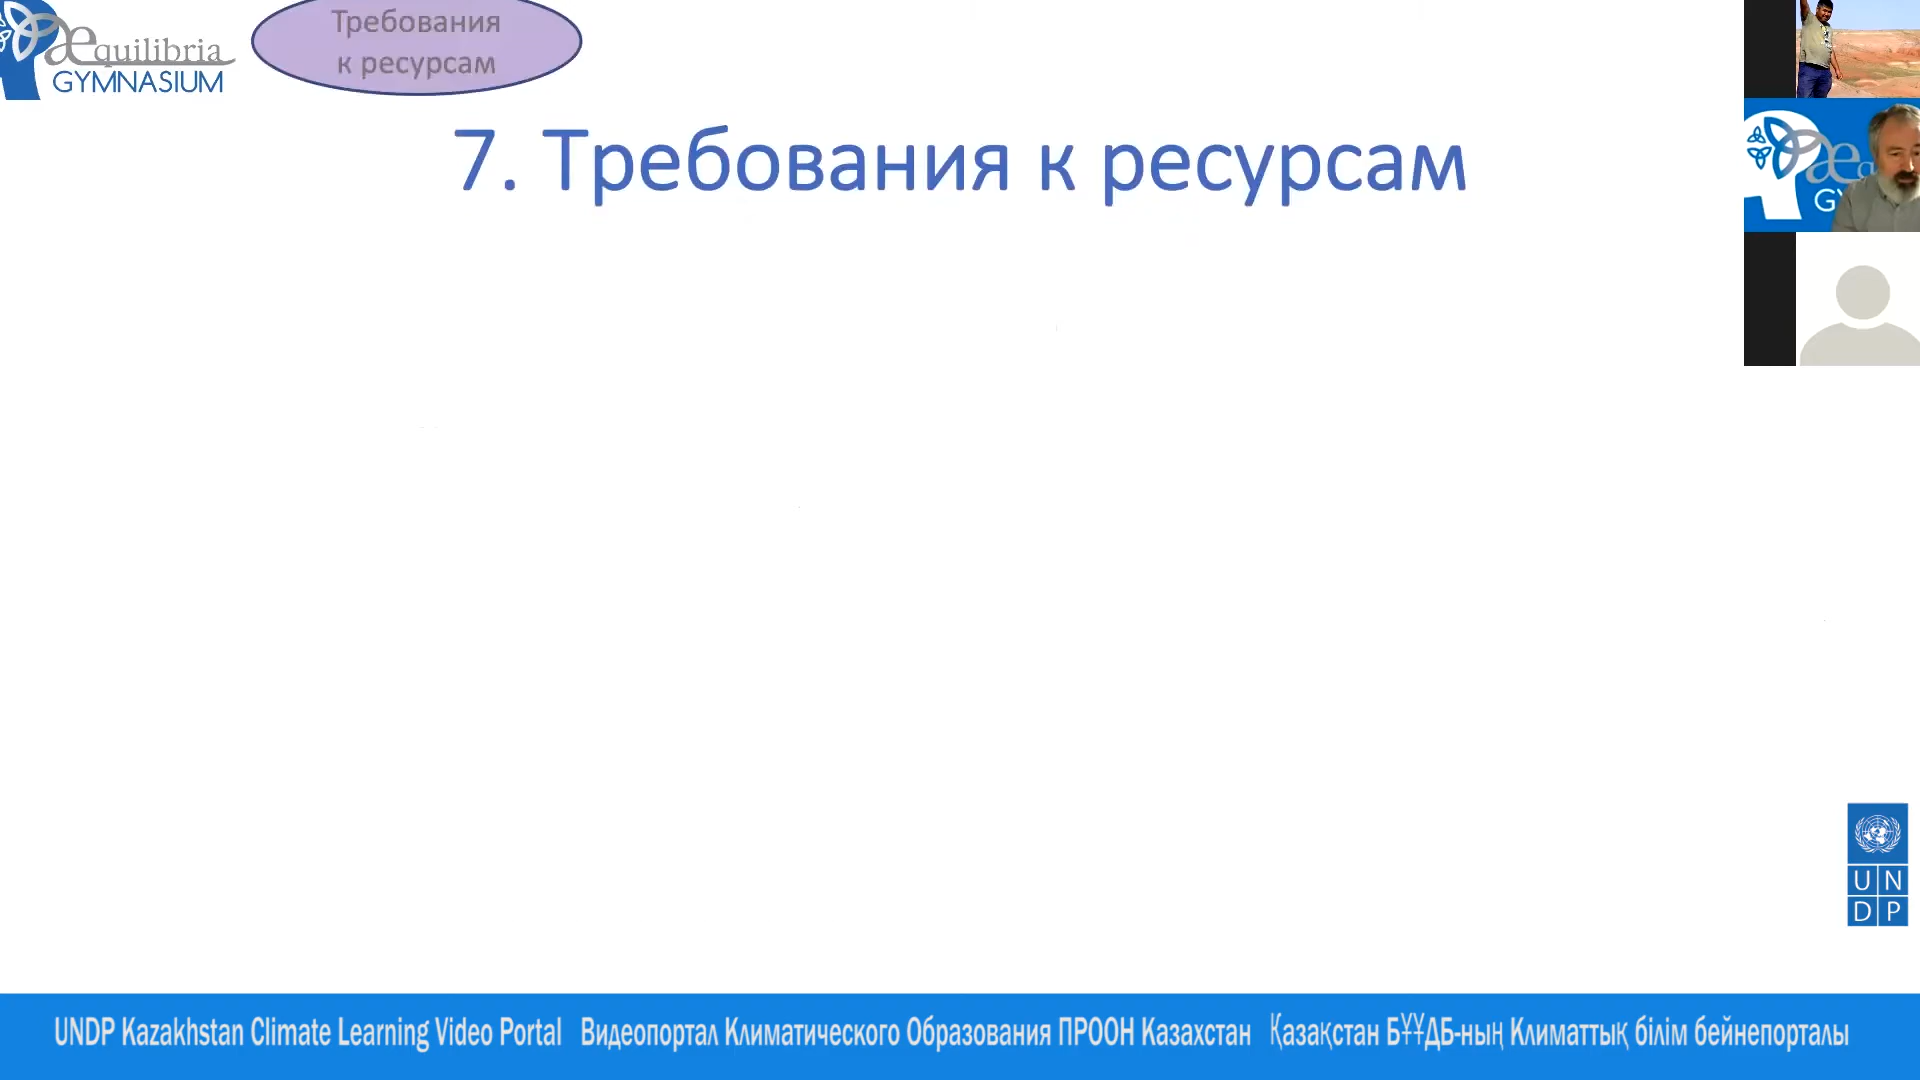 Æquilibria
GYMNASIUM
Требования
к ресурсам
7. Требования к ресурсам
U N
D P
UNDP Kazakhstan Climate Learning Video Portal Видеопортал Климатического Образования ПРООН Казахстан Қазақстан БҰҰДБ-ның Климаттық білім бейнепорталы